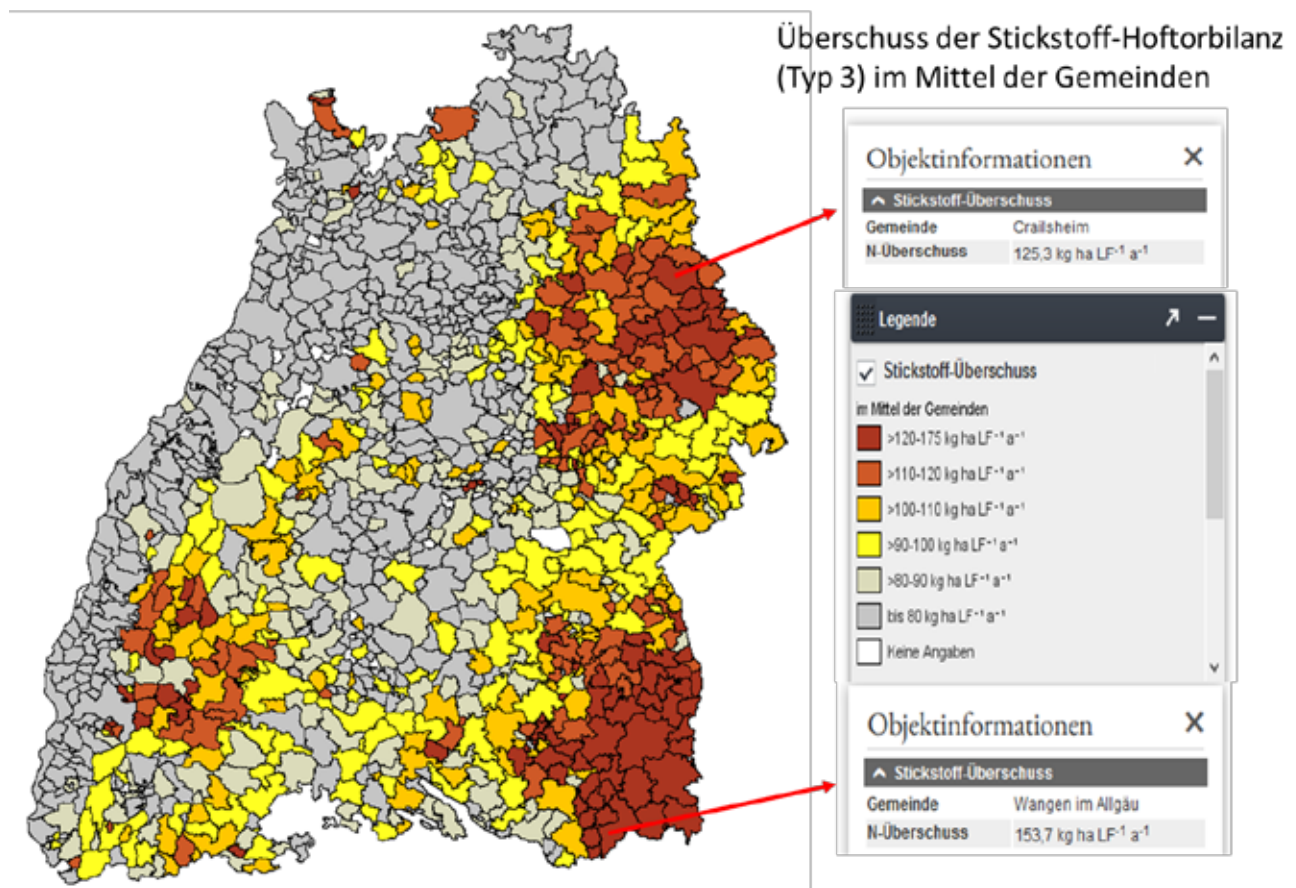 Überschuss der Stickstoff-Hoftorbilanz
(Typ 3) im Mittel der Gemeinden
Objektinformationen
Stickstoff-Überschuss
Gemeinde Crailsheim
N-Überschuss 125,3 kg ha LF⁻¹ a⁻¹
Legende
Stickstoff-Überschuss
im Mittel der Gemeinden
>120-175 kg ha LF⁻¹ a⁻¹
>110-120 kg ha LF⁻¹ a⁻¹
>100-110 kg ha LF⁻¹ a⁻¹
>90-100 kg ha LF⁻¹ a⁻¹
>80-90 kg ha LF⁻¹ a⁻¹
bis 80 kg ha LF⁻¹ a⁻¹
Keine Angaben
Objektinformationen
Stickstoff-Überschuss
Gemeinde Wangen im Allgäu
N-Überschuss 153,7 kg ha LF⁻¹ a⁻¹